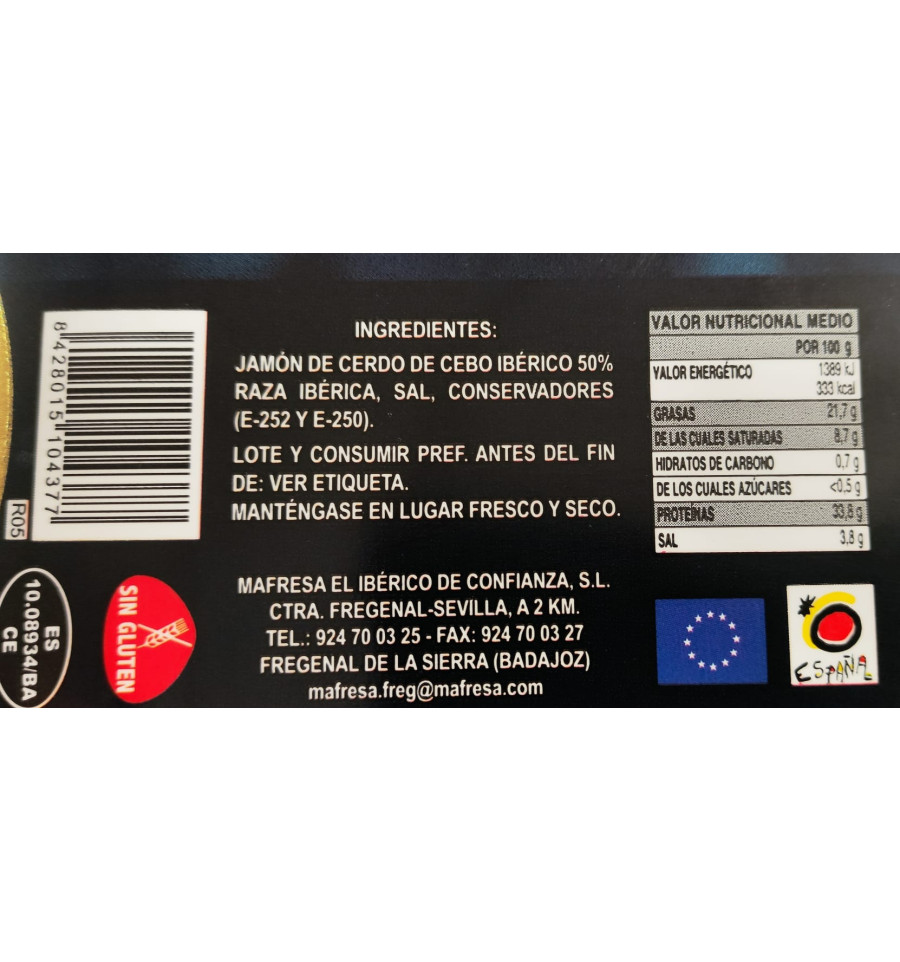 8 428015 104377
R05
ES
10.08934/BA
CE
SIN GLUTEN
INGREDIENTES:
JAMÓN DE CERDO DE CEBO IBÉRICO 50%
RAZA IBÉRICA, SAL, CONSERVADORES
(E-252 Y E-250).
LOTE Y CONSUMIR PREF. ANTES DEL FIN
DE: VER ETIQUETA.
MANTÉNGASE EN LUGAR FRESCO Y SECO.
MAFRESA EL IBÉRICO DE CONFIANZA, S.L.
CTRA. FREGENAL-SEVILLA, A 2 KM.
TEL.: 924 70 03 25 - FAX: 924 70 03 27
FREGENAL DE LA SIERRA (BADAJOZ)
mafresa.freg@mafresa.com
VALOR NUTRICIONAL MEDIO
POR 100 g
VALOR ENERGÉTICO 1389 kJ
333 kcal
GRASAS 21,7 g
DE LAS CUALES SATURADAS 8,7 g
HIDRATOS DE CARBONO 0,7 g
DE LOS CUALES AZÚCARES <0,5 g
PROTEÍNAS 33,8 g
SAL 3,8 g
ESPAÑA